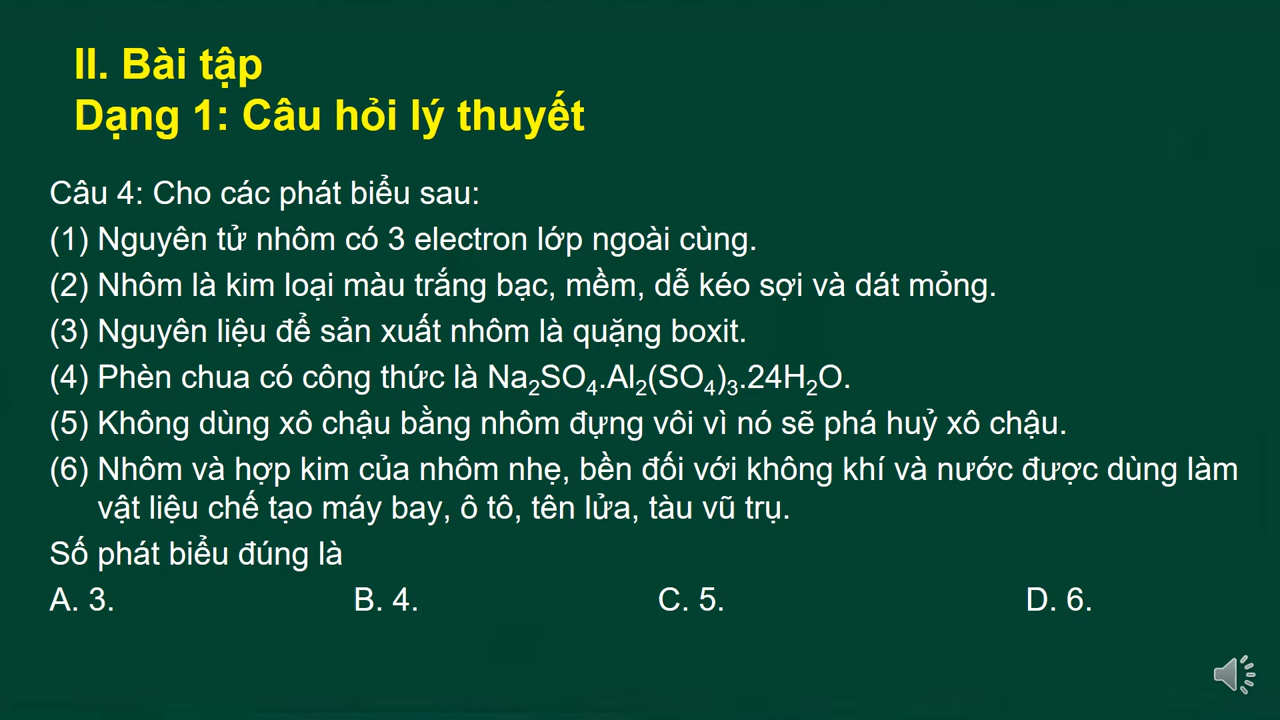 II. Bài tập
Dạng 1: Câu hỏi lý thuyết
Câu 4: Cho các phát biểu sau:
(1) Nguyên tử nhôm có 3 electron lớp ngoài cùng.
(2) Nhôm là kim loại màu trắng bạc, mềm, dễ kéo sợi và dát mỏng.
(3) Nguyên liệu để sản xuất nhôm là quặng boxit.
(4) Phèn chua có công thức là Na₂SO₄.Al₂(SO₄)₃.24H₂O.
(5) Không dùng xô chậu bằng nhôm đựng vôi vì nó sẽ phá huỷ xô chậu.
(6) Nhôm và hợp kim của nhôm nhẹ, bền đối với không khí và nước được dùng làm
vật liệu chế tạo máy bay, ô tô, tên lửa, tàu vũ trụ.
Số phát biểu đúng là
A. 3. B. 4. C. 5. D. 6.